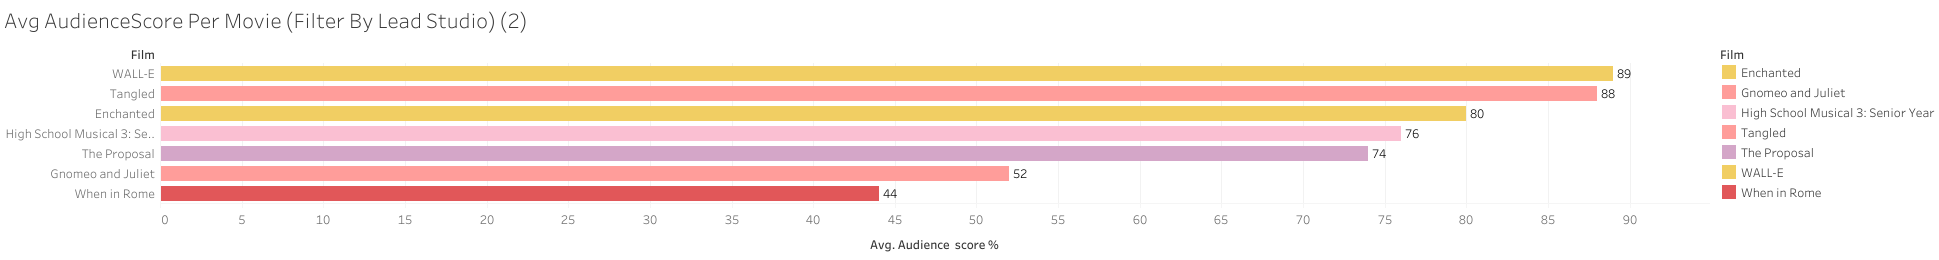 Avg AudienceScore Per Movie (Filter By Lead Studio) (2)
Film
WALL-E 89
Tangled 88
Enchanted 80
High School Musical 3: Se.. 76
The Proposal 74
Gnomeo and Juliet 52
When in Rome 44
0 5 10 15 20 25 30 35 40 45 50 55 60 65 70 75 80 85 90
Avg. Audience score %
Film
Enchanted
Gnomeo and Juliet
High School Musical 3: Senior Year
Tangled
The Proposal
WALL-E
When in Rome